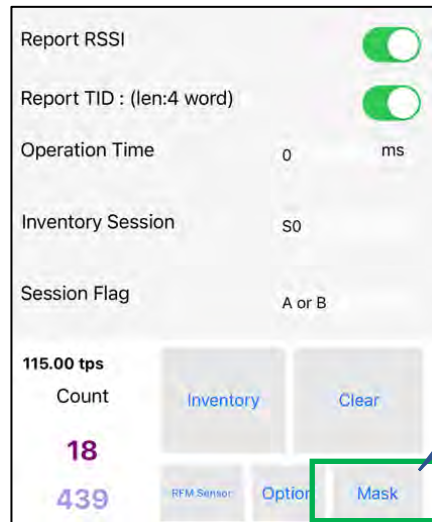 Report RSSI
Report TID : (len:4 word)
Operation Time 0 ms
Inventory Session S0
Session Flag A or B
115.00 tps
Count Inventory Clear
18
439 RFM Sensor Option Mask